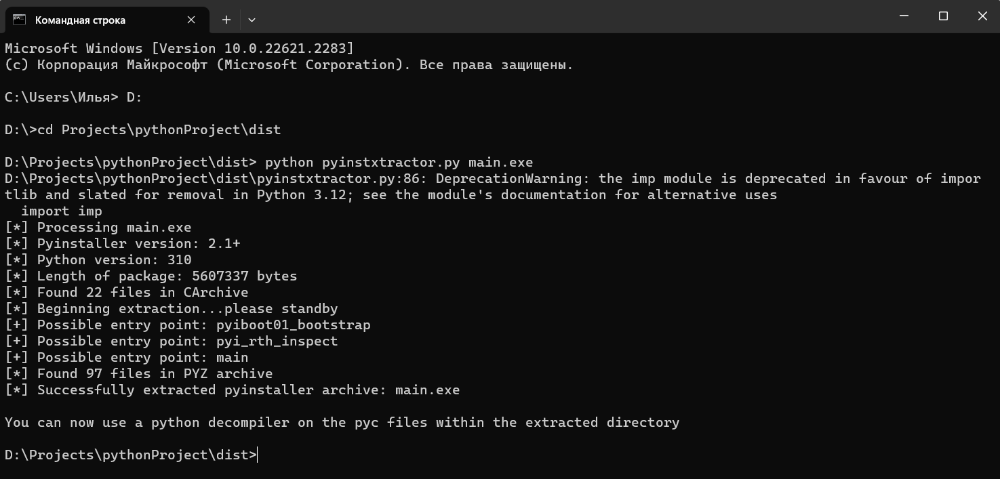 Командная строка
Microsoft Windows [Version 10.0.22621.2283]
(c) Корпорация Майкрософт (Microsoft Corporation). Все права защищены.
C:\Users\Илья> D:
D:\>cd Projects\pythonProject\dist
D:\Projects\pythonProject\dist> python pyinstxtractor.py main.exe
D:\Projects\pythonProject\dist\pyinstxtractor.py:86: DeprecationWarning: the imp module is deprecated in favour of impor
tlib and slated for removal in Python 3.12; see the module's documentation for alternative uses
  import imp
[*] Processing main.exe
[*] Pyinstaller version: 2.1+
[*] Python version: 310
[*] Length of package: 5607337 bytes
[*] Found 22 files in CArchive
[*] Beginning extraction...please standby
[+] Possible entry point: pyiboot01_bootstrap
[+] Possible entry point: pyi_rth_inspect
[+] Possible entry point: main
[*] Found 97 files in PYZ archive
[*] Successfully extracted pyinstaller archive: main.exe
You can now use a python decompiler on the pyc files within the extracted directory
D:\Projects\pythonProject\dist>